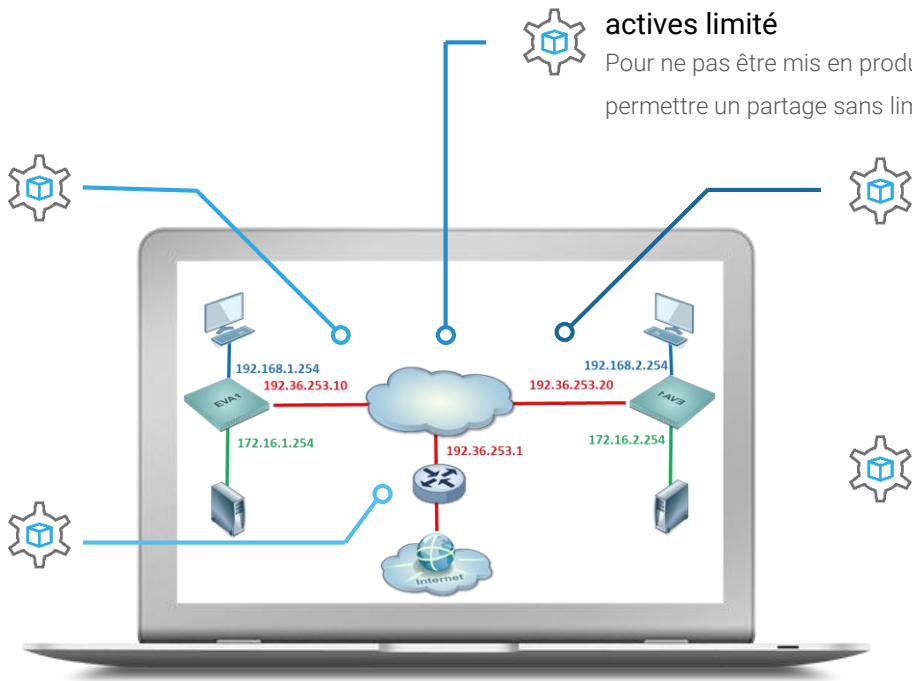 actives limité
Pour ne pas être mis en produ
permettre un partage sans lim
192.168.1.254
192.36.253.10
EVA1
172.16.1.254
192.168.2.254
192.36.253.20
EVA1
172.16.2.254
192.36.253.1
Internet